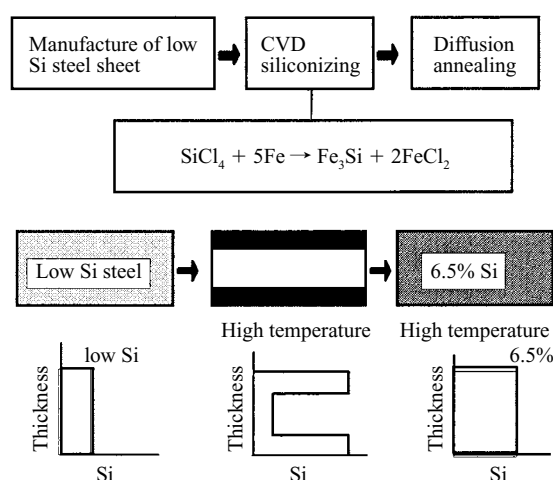 Manufacture of low
Si steel sheet
CVD
siliconizing
Diffusion
annealing
SiCl₄ + 5Fe → Fe₃Si + 2FeCl₂
Low Si steel
6.5% Si
High temperature
High temperature
low Si
6.5%
Thickness
Si
Thickness
Si
Thickness
Si